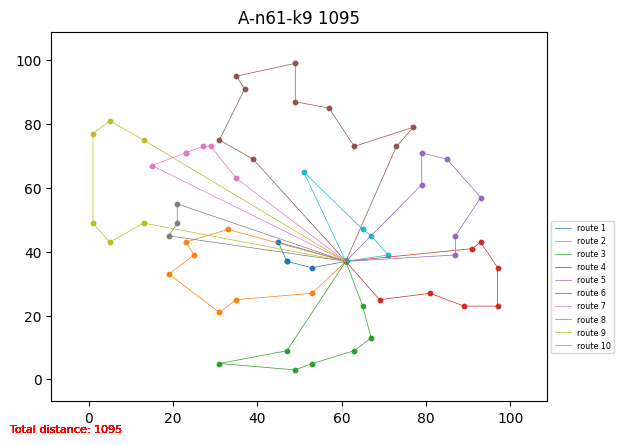 A-n61-k9 1095
100
80
60
40
20
0
0 20 40 60 80 100
route 1
route 2
route 3
route 4
route 5
route 6
route 7
route 8
route 9
route 10
Total distance: 1095